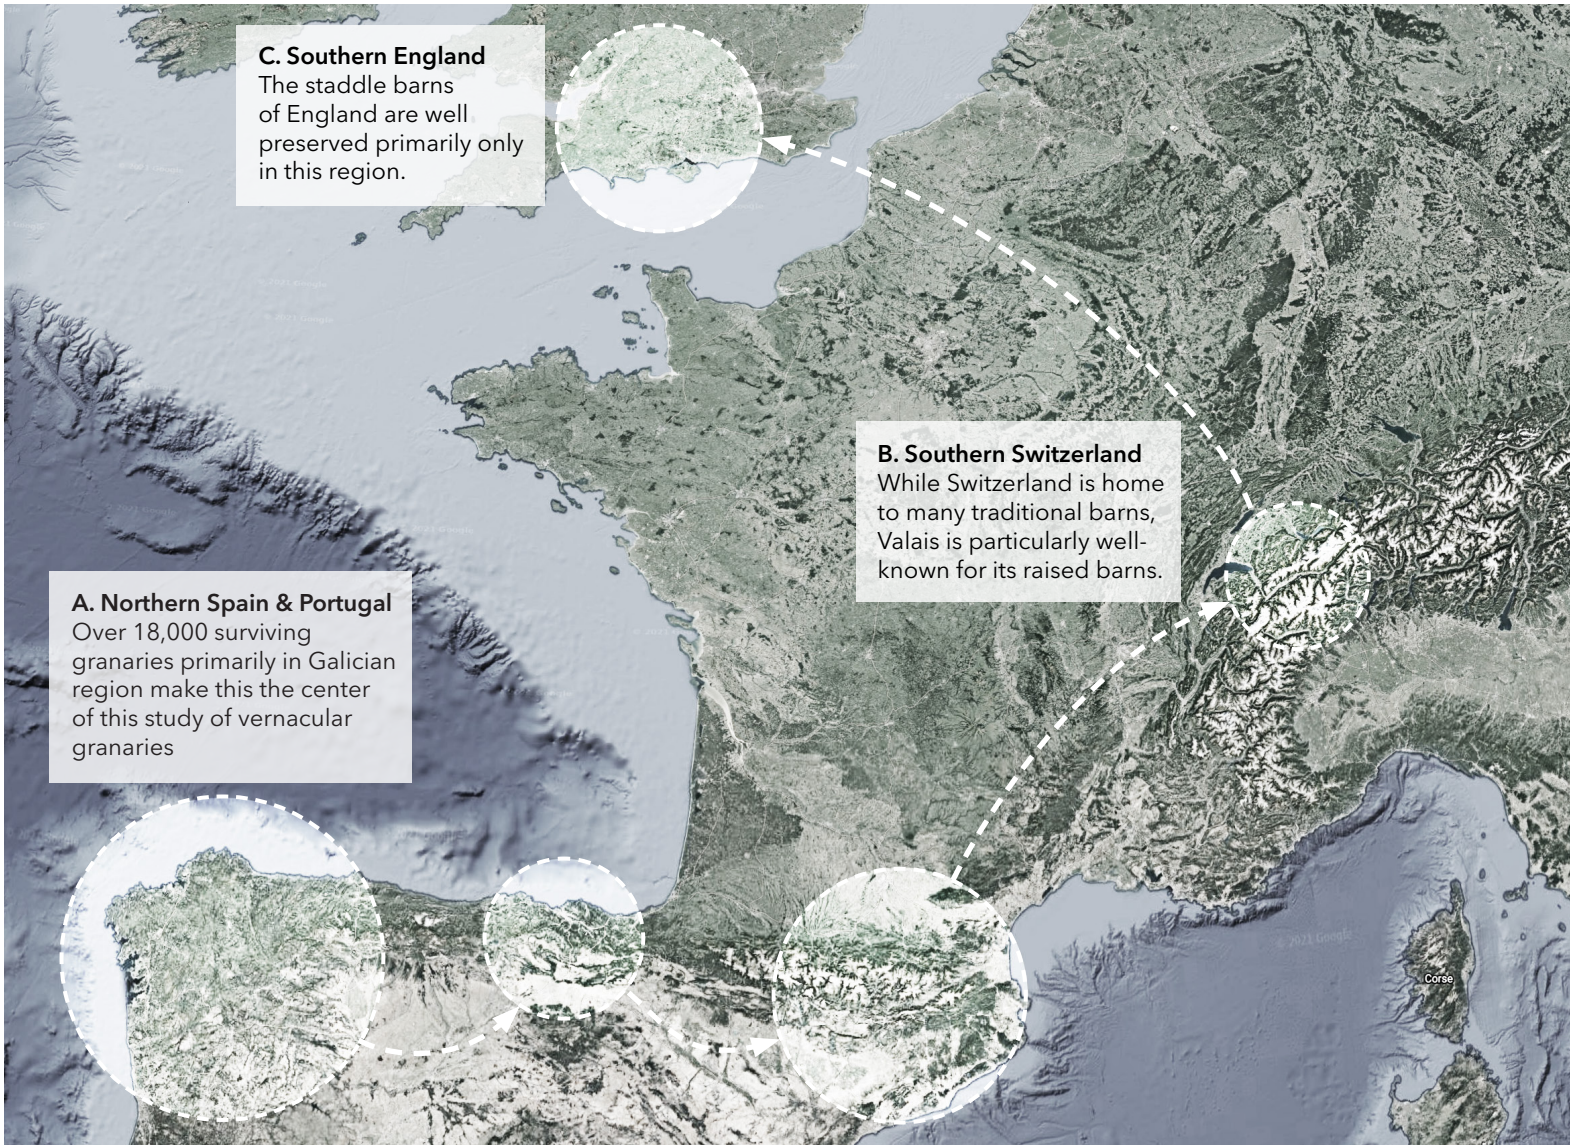 C. Southern England
The staddle barns
of England are well
preserved primarily only
in this region.
B. Southern Switzerland
While Switzerland is home
to many traditional barns,
Valais is particularly well-
known for its raised barns.
A. Northern Spain & Portugal
Over 18,000 surviving
granaries primarily in Galician
region make this the center
of this study of vernacular
granaries
Corse
© 2021 Google